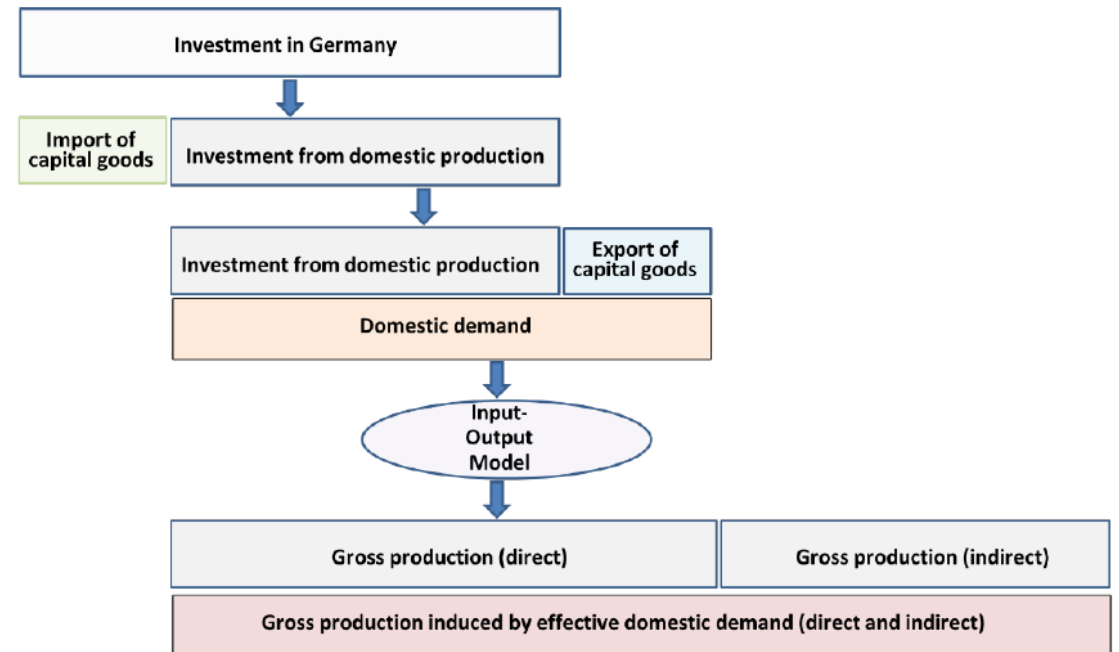 Investment in Germany
Import of
capital goods
Investment from domestic production
Investment from domestic production
Export of
capital goods
Domestic demand
Input-
Output
Model
Gross production (direct)
Gross production (indirect)
Gross production induced by effective domestic demand (direct and indirect)